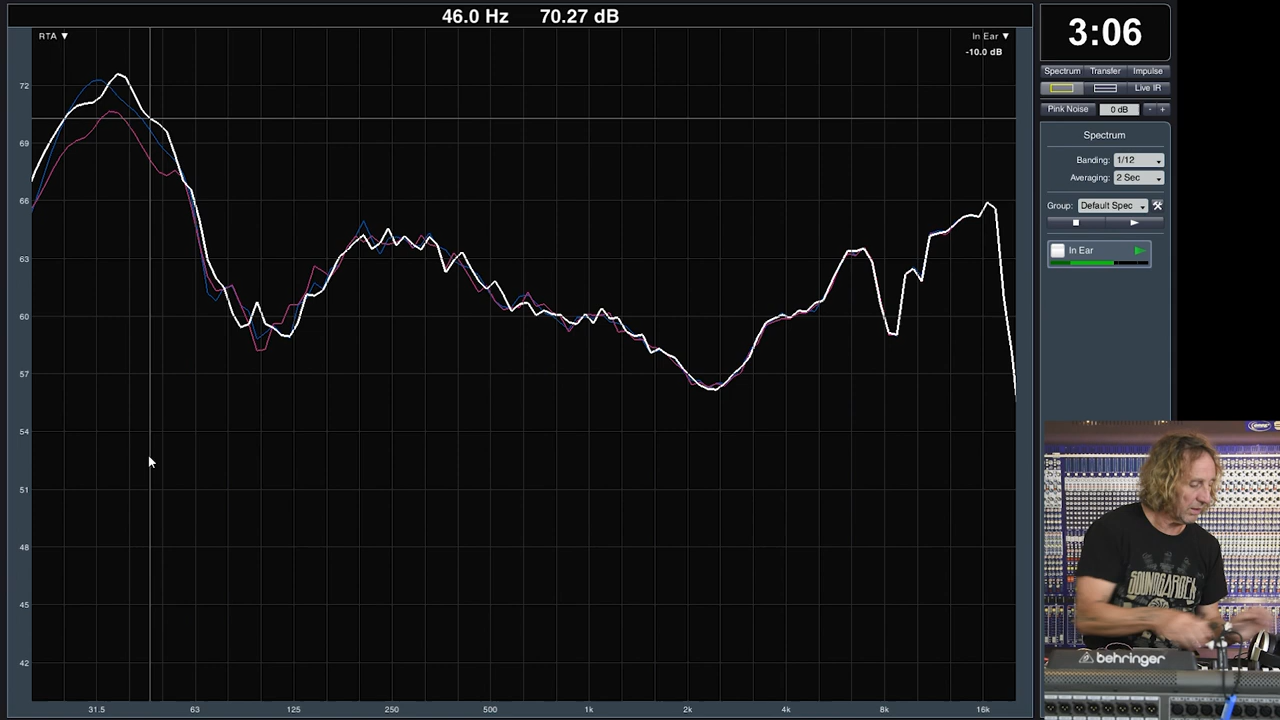 46.0 Hz 70.27 dB
RTA ▼
In Ear ▼
-10.0 dB
72
69
66
63
60
57
54
51
48
45
42
31.5 63 125 250 500 1k 2k 4k 8k 16k
3:06
Spectrum Transfer Impulse
Live IR
Pink Noise 0 dB - +
Spectrum
Banding: 1/12
Averaging: 2 Sec
Group: Default Spec
In Ear
SOUNDGARDEN
behringer